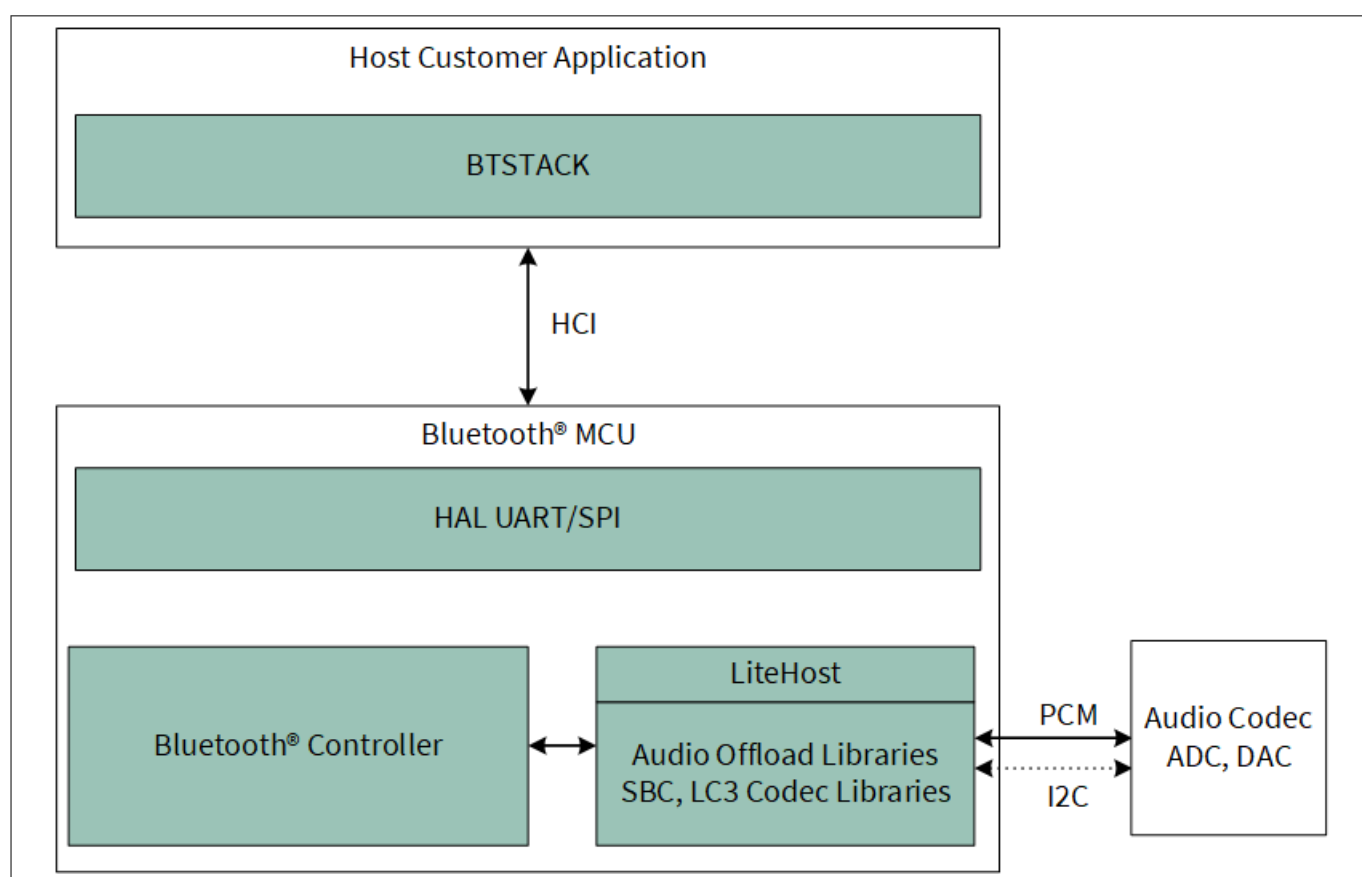 Host Customer Application
BTSTACK
HCI
Bluetooth® MCU
HAL UART/SPI
Bluetooth® Controller
LiteHost
Audio Offload Libraries
SBC, LC3 Codec Libraries
PCM
I2C
Audio Codec
ADC, DAC